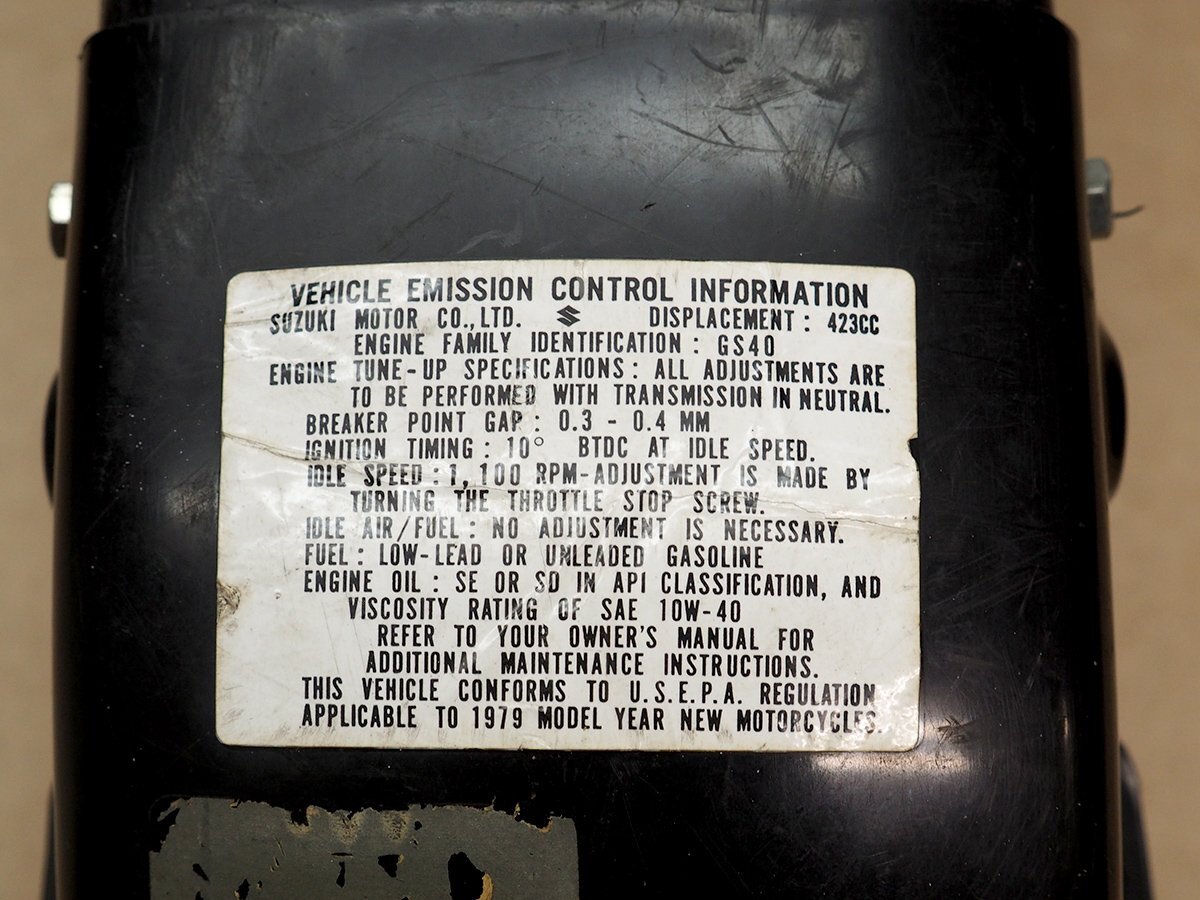 VEHICLE EMISSION CONTROL INFORMATION
SUZUKI MOTOR CO., LTD. DISPLACEMENT : 423CC
ENGINE FAMILY IDENTIFICATION : GS40
ENGINE TUNE-UP SPECIFICATIONS : ALL ADJUSTMENTS ARE
TO BE PERFORMED WITH TRANSMISSION IN NEUTRAL.
BREAKER POINT GAP : 0.3 - 0.4 MM
IGNITION TIMING : 10° BTDC AT IDLE SPEED.
IDLE SPEED : 1,100 RPM-ADJUSTMENT IS MADE BY
TURNING THE THROTTLE STOP SCREW.
IDLE AIR/FUEL : NO ADJUSTMENT IS NECESSARY.
FUEL : LOW-LEAD OR UNLEADED GASOLINE
ENGINE OIL : SE OR SD IN API CLASSIFICATION, AND
VISCOSITY RATING OF SAE 10W-40
REFER TO YOUR OWNER'S MANUAL FOR
ADDITIONAL MAINTENANCE INSTRUCTIONS.
THIS VEHICLE CONFORMS TO U.S.E.P.A. REGULATION
APPLICABLE TO 1979 MODEL YEAR NEW MOTORCYCLES.